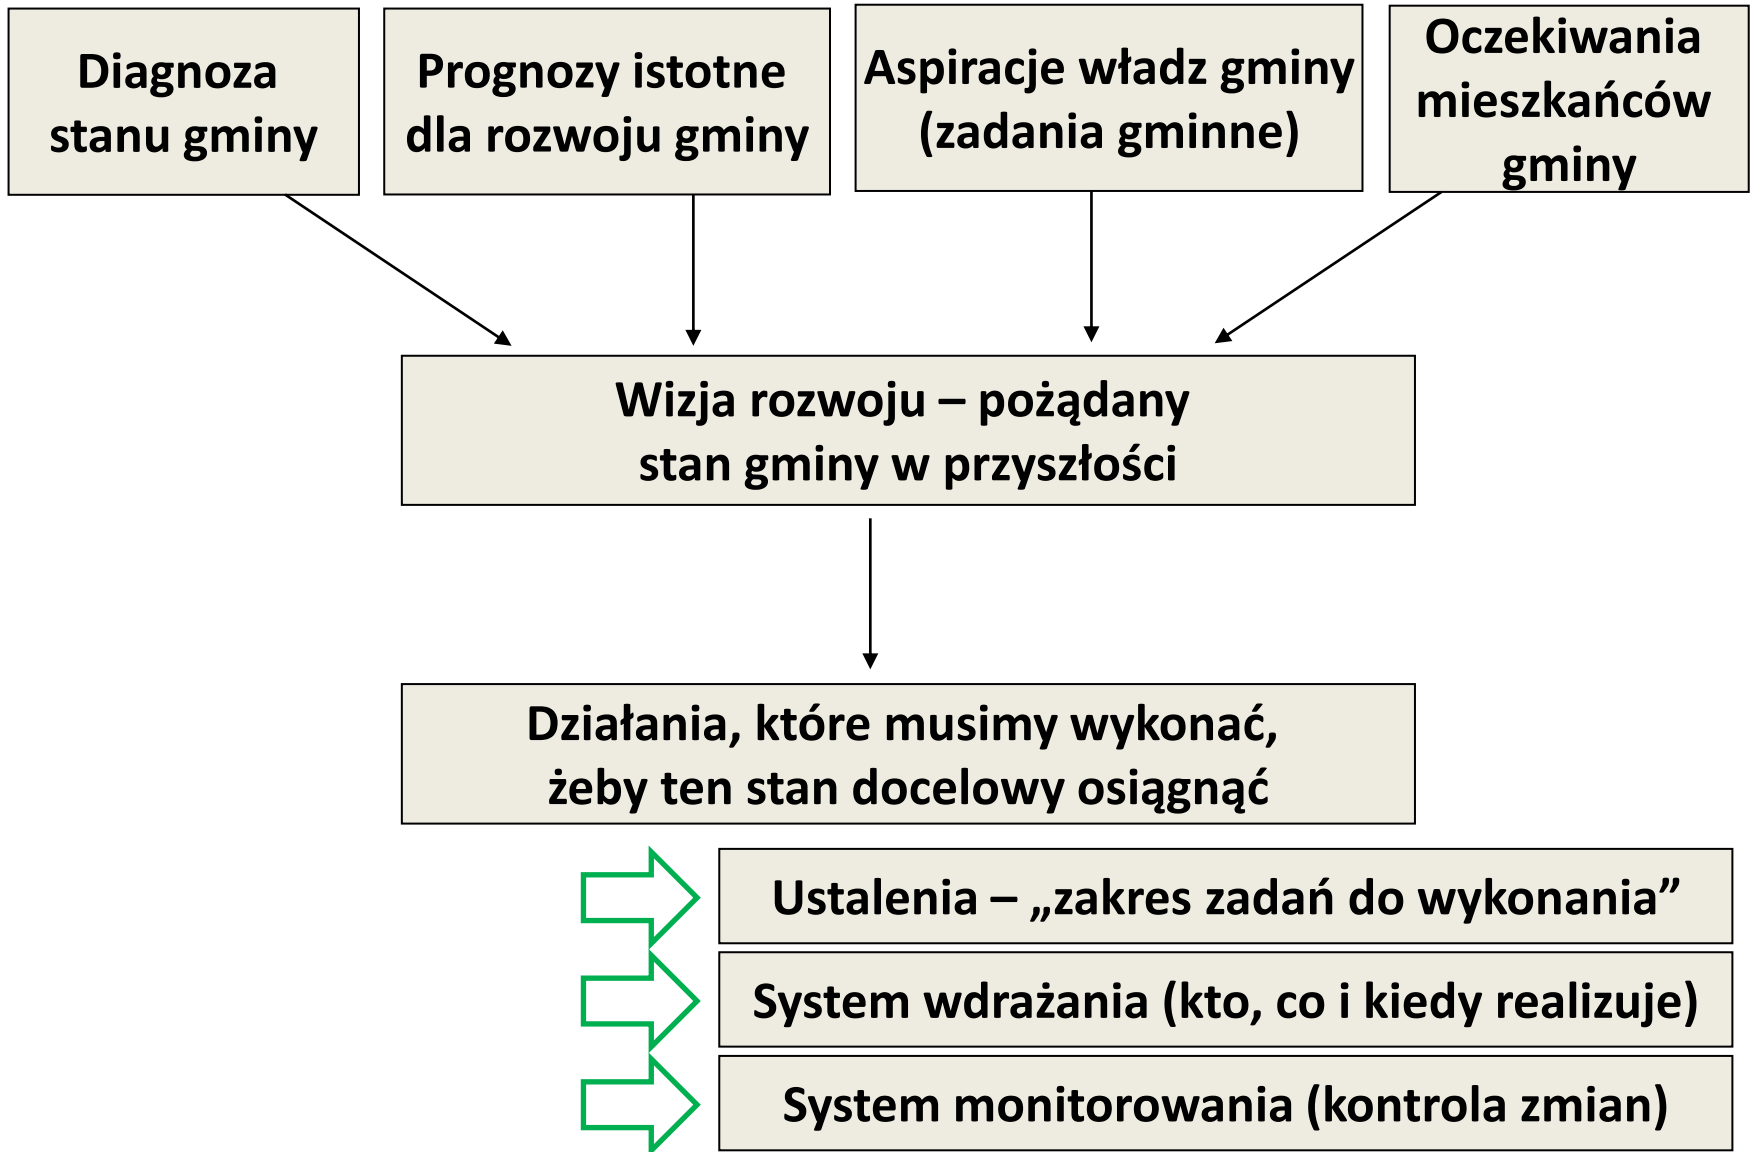 Diagnoza
stanu gminy
Prognozy istotne
dla rozwoju gminy
Aspiracje władz gminy
(zadania gminne)
Oczekiwania
mieszkańców
gminy
Wizja rozwoju – pożądany
stan gminy w przyszłości
Działania, które musimy wykonać,
żeby ten stan docelowy osiągnąć
Ustalenia – „zakres zadań do wykonania”
System wdrażania (kto, co i kiedy realizuje)
System monitorowania (kontrola zmian)